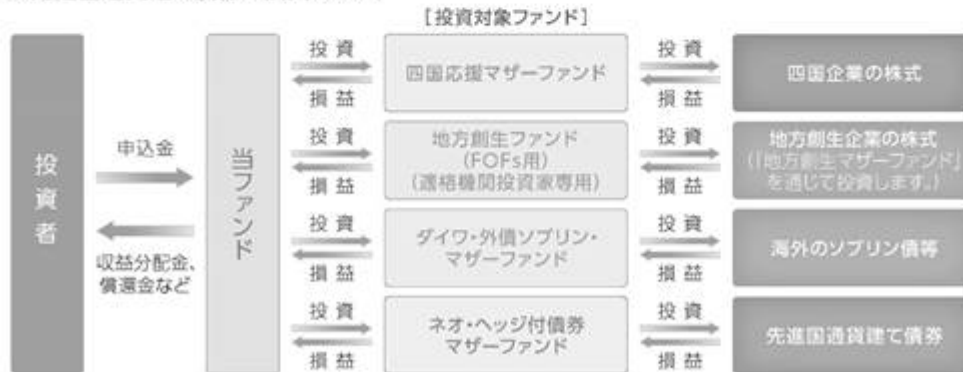 [投資対象ファンド]
投資者
申込金
収益分配金、
償還金など
当ファンド
投資
損益
四国応援マザーファンド
投資
損益
四国企業の株式
投資
損益
地方創生ファンド
(FOFs用)
(適格機関投資家専用)
投資
損益
地方創生企業の株式
(「地方創生マザーファンド」
を通じて投資します。)
投資
損益
ダイワ・外債ソブリン・
マザーファンド
投資
損益
海外のソブリン債等
投資
損益
ネオ・ヘッジ付債券
マザーファンド
投資
損益
先進国通貨建て債券